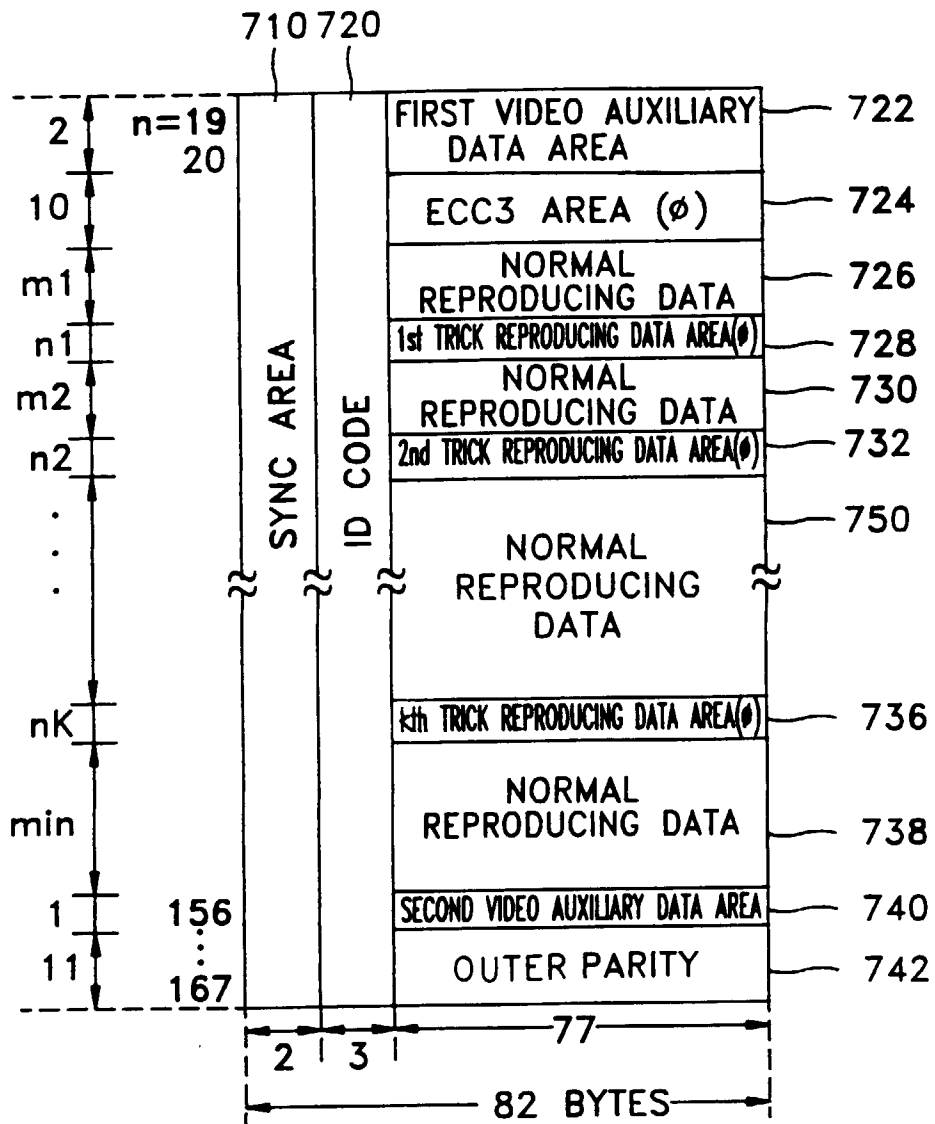 710 720
2 n=19 FIRST VIDEO AUXILIARY 722
20 DATA AREA
10 ECC3 AREA (ϕ) 724
m1 NORMAL 726
REPRODUCING DATA
n1 1st TRICK REPRODUCING DATA AREA(ϕ) 728
m2 NORMAL 730
REPRODUCING DATA
n2 2nd TRICK REPRODUCING DATA AREA(ϕ) 732
SYNC AREA
ID CODE
750
NORMAL
REPRODUCING
DATA
nK kth TRICK REPRODUCING DATA AREA(ϕ) 736
min NORMAL
REPRODUCING DATA 738
1 156 SECOND VIDEO AUXILIARY DATA AREA 740
11 OUTER PARITY 742
167
2 3 77
82 BYTES